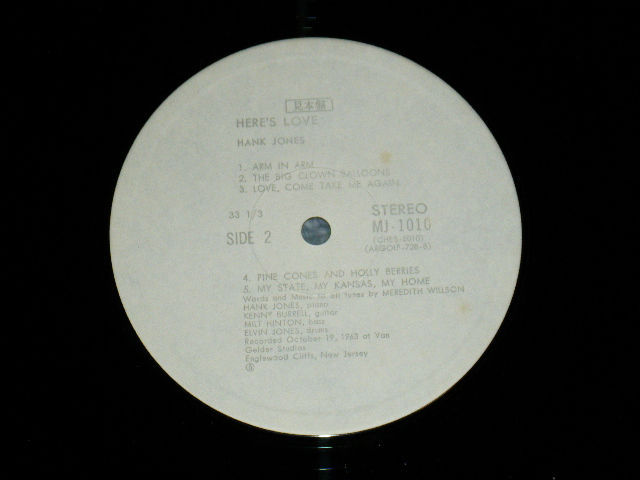 見本盤
HERE'S LOVE
HANK JONES
1. ARM IN ARM
2. THE BIG CLOWN BALLOONS
3. LOVE, COME TAKE ME AGAIN
33 1/3 STEREO
SIDE 2 MJ-1010
(GHPS-1010)
(ARGOLP-728-B)
4. PINE CONES AND HOLLY BERRIES
5. MY STATE, MY KANSAS, MY HOME
Words and Music to all tunes by MEREDITH WILLSON
HANK JONES, piano
KENNY BURRELL, guitar
MILT HINTON, bass
ELVIN JONES, drums
Recorded October 19, 1963 at Van
Gelder Studios
Englewood Cliffs, New Jersey